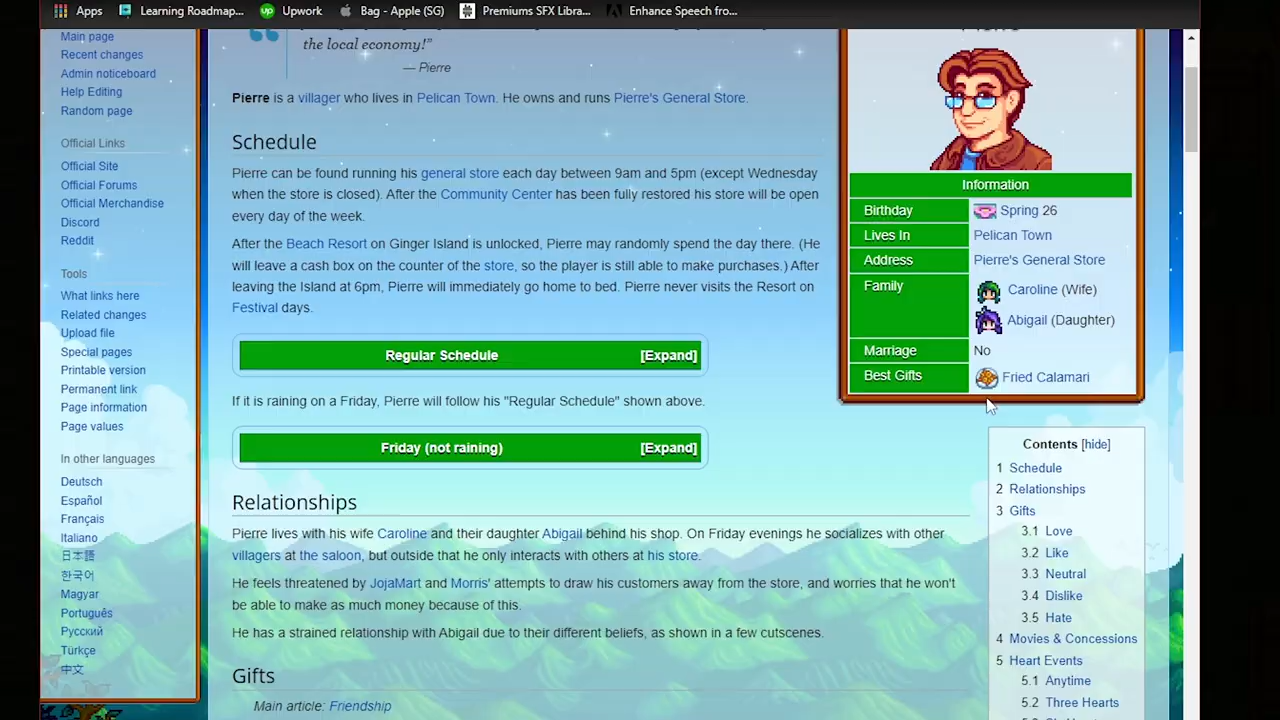 Apps
Learning Roadmap...
Upwork
Bag - Apple (SG)
Premiums SFX Libra...
Enhance Speech fro...
Main page
Recent changes
Admin noticeboard
Help Editing
Random page
Official Links
Official Site
Official Forums
Official Merchandise
Discord
Reddit
Tools
What links here
Related changes
Upload file
Special pages
Printable version
Permanent link
Page information
Page values
In other languages
Deutsch
Español
Français
Italiano
日本語
한국어
Magyar
Português
Русский
Türkçe
中文
the local economy!”
— Pierre
Pierre is a villager who lives in Pelican Town. He owns and runs Pierre's General Store.
Schedule
Pierre can be found running his general store each day between 9am and 5pm (except Wednesday
when the store is closed). After the Community Center has been fully restored his store will be open
every day of the week.
After the Beach Resort on Ginger Island is unlocked, Pierre may randomly spend the day there. (He
will leave a cash box on the counter of the store, so the player is still able to make purchases.) After
leaving the Island at 6pm, Pierre will immediately go home to bed. Pierre never visits the Resort on
Festival days.
Regular Schedule [Expand]
If it is raining on a Friday, Pierre will follow his "Regular Schedule" shown above.
Friday (not raining) [Expand]
Relationships
Pierre lives with his wife Caroline and their daughter Abigail behind his shop. On Friday evenings he socializes with other
villagers at the saloon, but outside that he only interacts with others at his store.
He feels threatened by JojaMart and Morris' attempts to draw his customers away from the store, and worries that he won't
be able to make as much money because of this.
He has a strained relationship with Abigail due to their different beliefs, as shown in a few cutscenes.
Gifts
Main article: Friendship
Information
Birthday Spring 26
Lives In Pelican Town
Address Pierre's General Store
Family Caroline (Wife)
Abigail (Daughter)
Marriage No
Best Gifts Fried Calamari
Contents [hide]
1 Schedule
2 Relationships
3 Gifts
3.1 Love
3.2 Like
3.3 Neutral
3.4 Dislike
3.5 Hate
4 Movies & Concessions
5 Heart Events
5.1 Anytime
5.2 Three Hearts